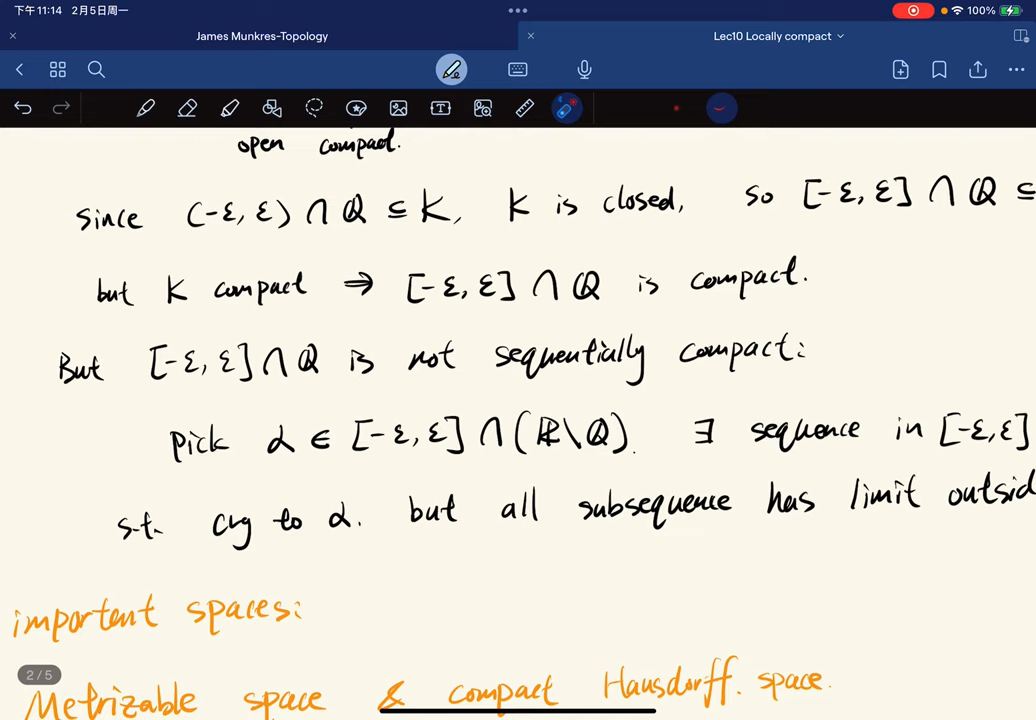 下午11:14 2月5日周一
100%
James Munkres-Topology
Lec10 Locally compact
open compact.
since (-ε, ε) ∩ Q ⊆ K, K is closed, so [-ε, ε] ∩ Q ⊆
but K compact ⇒ [-ε, ε] ∩ Q is compact.
But [-ε, ε] ∩ Q is not sequentially compact:
pick α ∈ [-ε, ε] ∩ (R\Q). ∃ sequence in [-ε, ε]
s.t. cvg to α. but all subsequence has limit outsid
important spaces:
2/5
Metrizable space & compact Hausdorff. space.